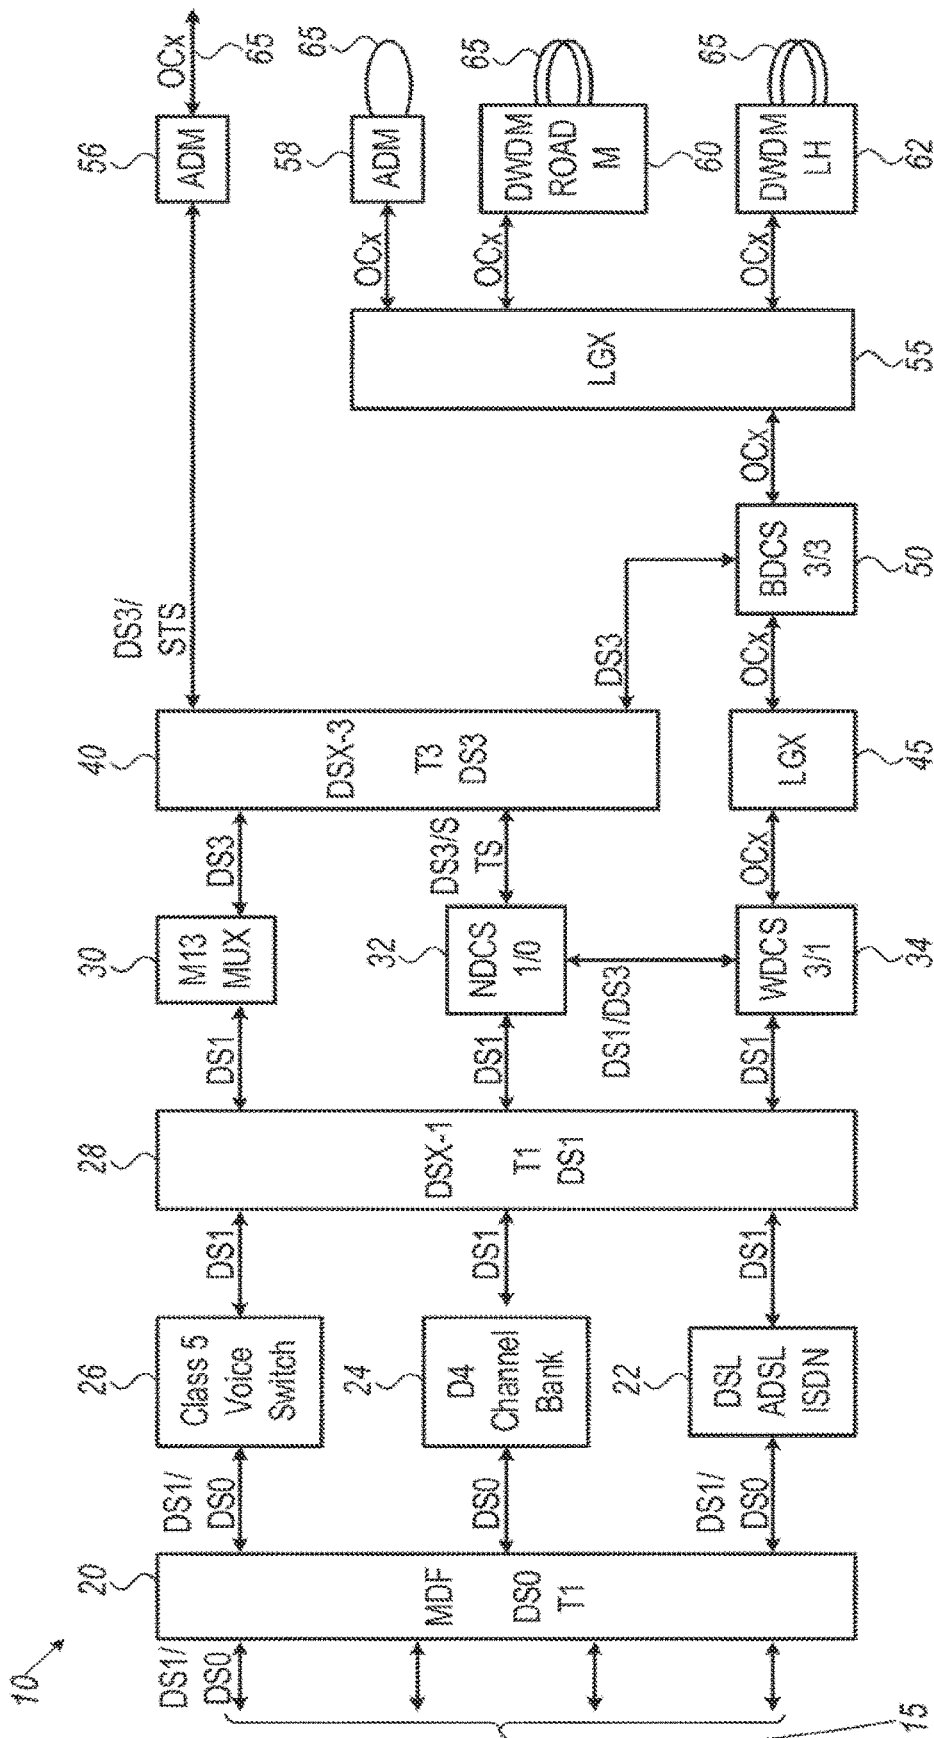 10
15
DS1/
DS0
20
MDF
DS0
T1
DS1/
DS0
DS0
DS1/
DS0
26
Class 5
Voice
Switch
24
D4
Channel
Bank
22
DSL
ADSL
ISDN
DS1
DS1
DS1
28
DSX-1
T1
DS1
DS1
DS1
DS1
30
M13
MUX
32
NDCS
1/0
DS1/DS3
WDCS
3/1
34
DS3
DS3/S
TS
OCx
40
DSX-3
T3
DS3
LGX
45
DS3/
STS
DS3
OCx
BDCS
3/3
50
OCx
LGX
55
OCx
OCx
OCx
56
ADM
58
ADM
DWDM
ROAD
M
60
DWDM
LH
62
OCx
65
65
65
65